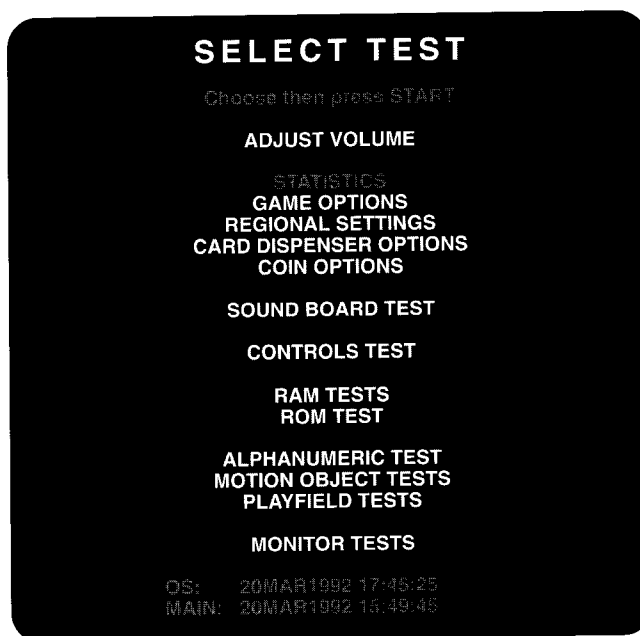 SELECT TEST
Choose then press START
ADJUST VOLUME
STATISTICS
GAME OPTIONS
REGIONAL SETTINGS
CARD DISPENSER OPTIONS
COIN OPTIONS
SOUND BOARD TEST
CONTROLS TEST
RAM TESTS
ROM TEST
ALPHANUMERIC TEST
MOTION OBJECT TESTS
PLAYFIELD TESTS
MONITOR TESTS
OS: 20MAR1992 17:45:25
MAIN: 20MAR1992 15:49:45